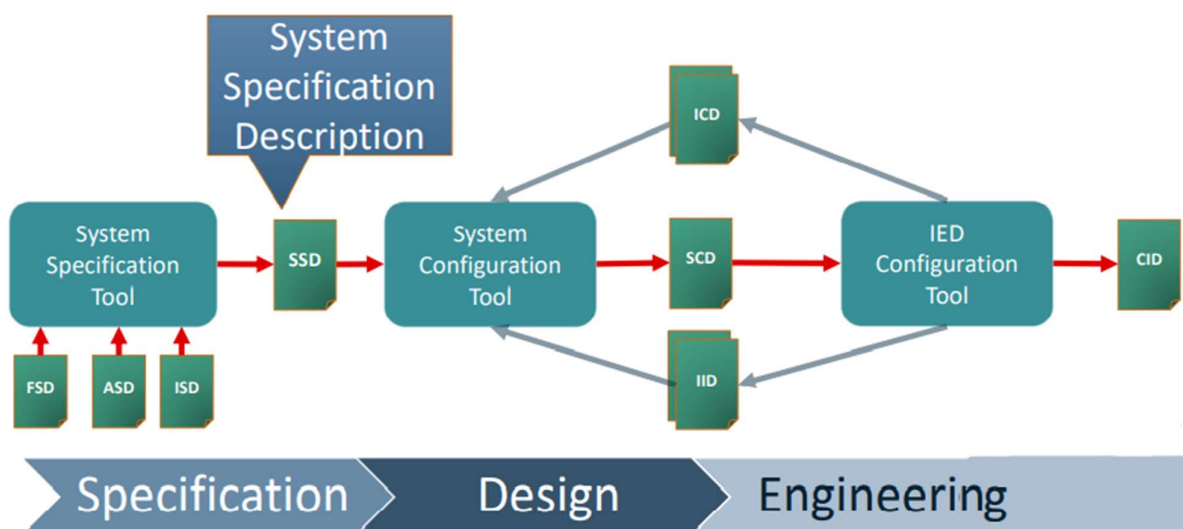 System
Specification
Description
ICD
System
Specification
Tool
SSD
System
Configuration
Tool
SCD
IED
Configuration
Tool
CID
FSD
ASD
ISD
IID
Specification
Design
Engineering